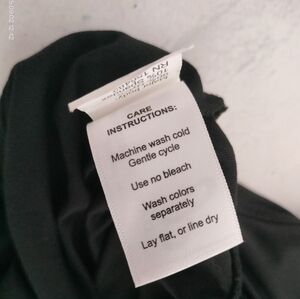 CARE
INSTRUCTIONS:
Machine wash cold
Gentle cycle
Use no bleach
Wash colors
separately
Lay flat, or line dry